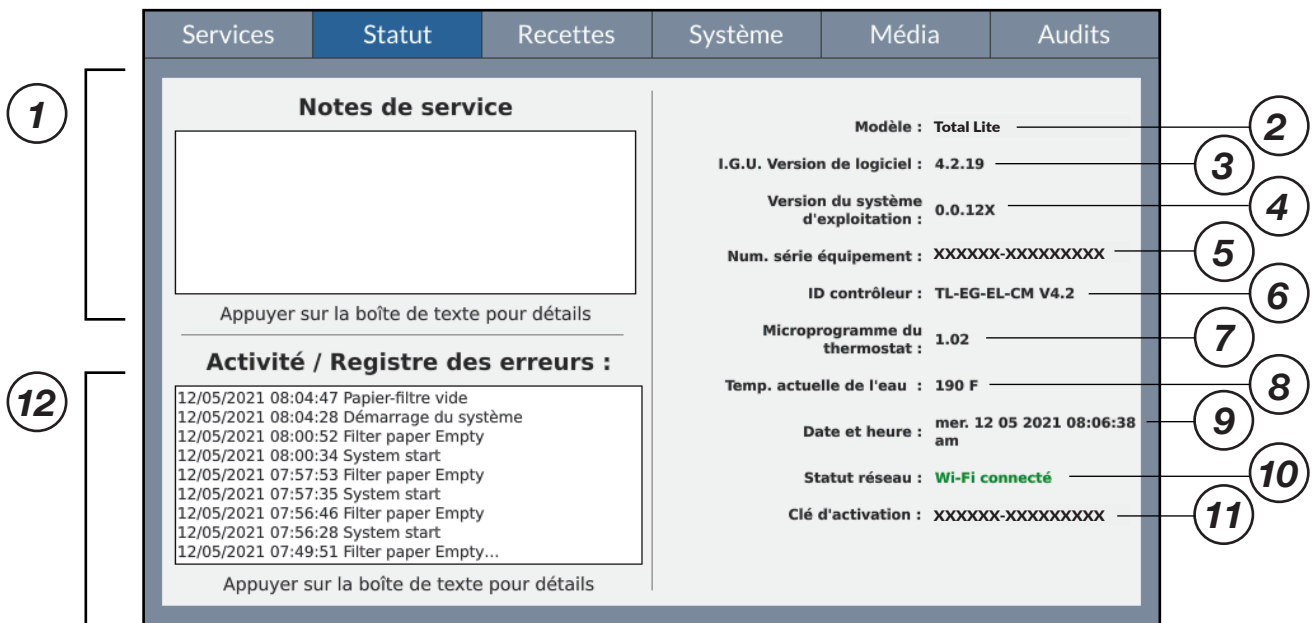 Services Statut Recettes Système Média Audits
1
Notes de service
Appuyer sur la boîte de texte pour détails
12
Activité / Registre des erreurs :
12/05/2021 08:04:47 Papier-filtre vide
12/05/2021 08:04:28 Démarrage du système
12/05/2021 08:00:52 Filter paper Empty
12/05/2021 08:00:34 System start
12/05/2021 07:57:53 Filter paper Empty
12/05/2021 07:57:35 System start
12/05/2021 07:56:46 Filter paper Empty
12/05/2021 07:56:28 System start
12/05/2021 07:49:51 Filter paper Empty...
Appuyer sur la boîte de texte pour détails
Modèle : Total Lite 2
I.G.U. Version de logiciel : 4.2.19 3
Version du système
d'exploitation : 0.0.12X 4
Num. série équipement : XXXXXX-XXXXXXXXX 5
ID contrôleur : TL-EG-EL-CM V4.2 6
Microprogramme du
thermostat : 1.02 7
Temp. actuelle de l'eau : 190 F 8
Date et heure : mer. 12 05 2021 08:06:38 9
am
Statut réseau : Wi-Fi connecté 10
Clé d'activation : XXXXXX-XXXXXXXXX 11